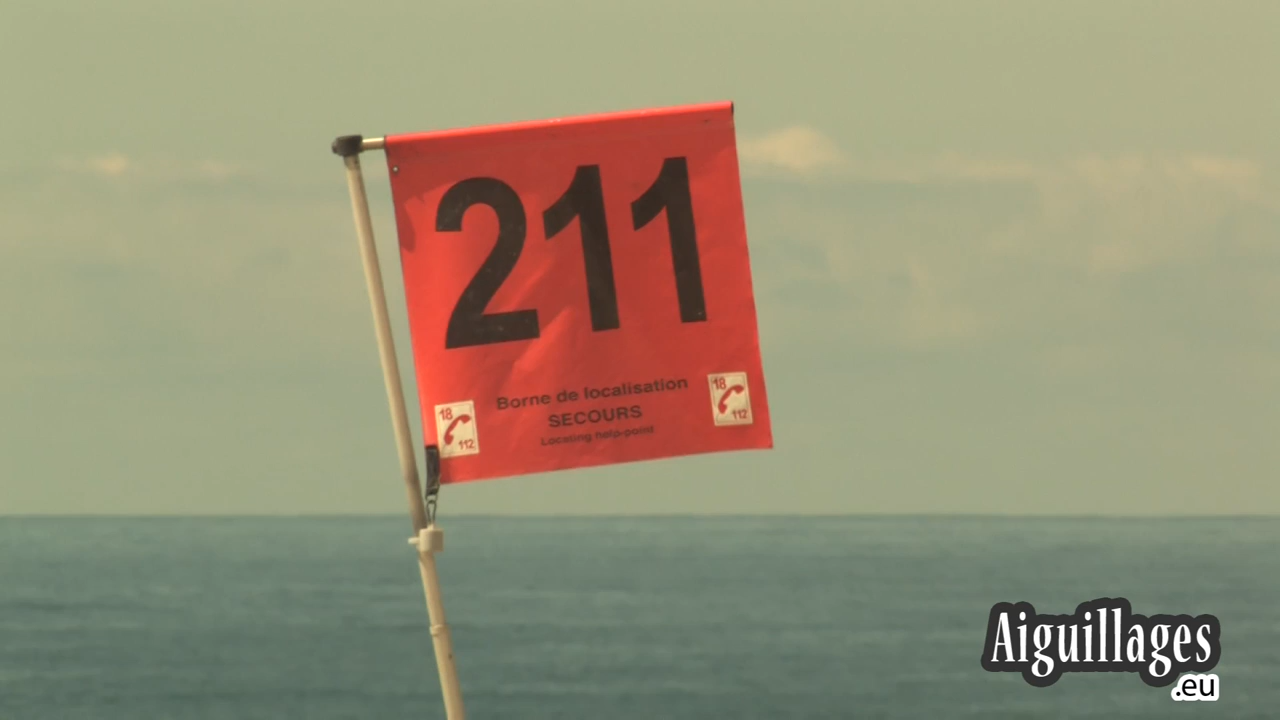 211
Borne de localisation
SECOURS
Locating help-point
18
112
18
112
Aiguillages
.eu